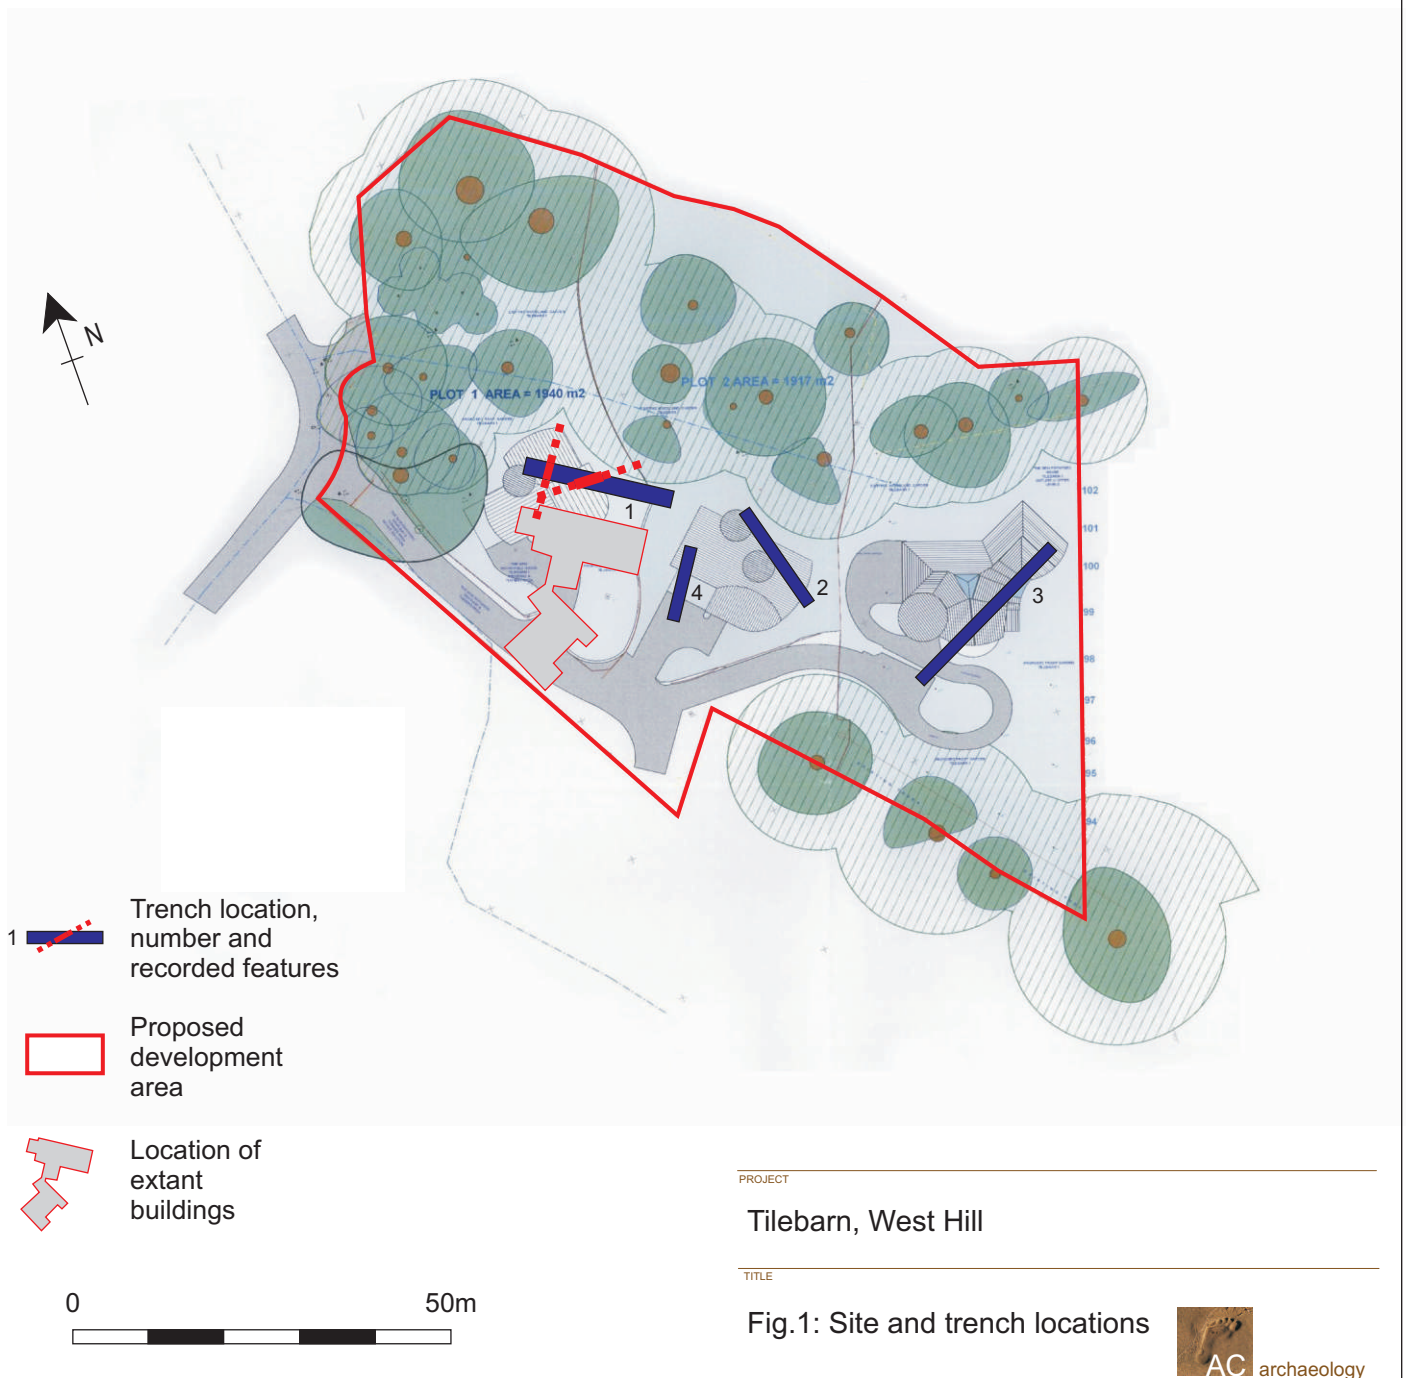 N
PLOT 1 AREA = 1940 m2
PLOT 2 AREA = 1917 m2
102
101
100
99
98
97
96
95
94
1
2
3
4
1
Trench location,
number and
recorded features
Proposed
development
area
Location of
extant
buildings
0 50m
PROJECT
Tilebarn, West Hill
TITLE
Fig.1: Site and trench locations
AC archaeology